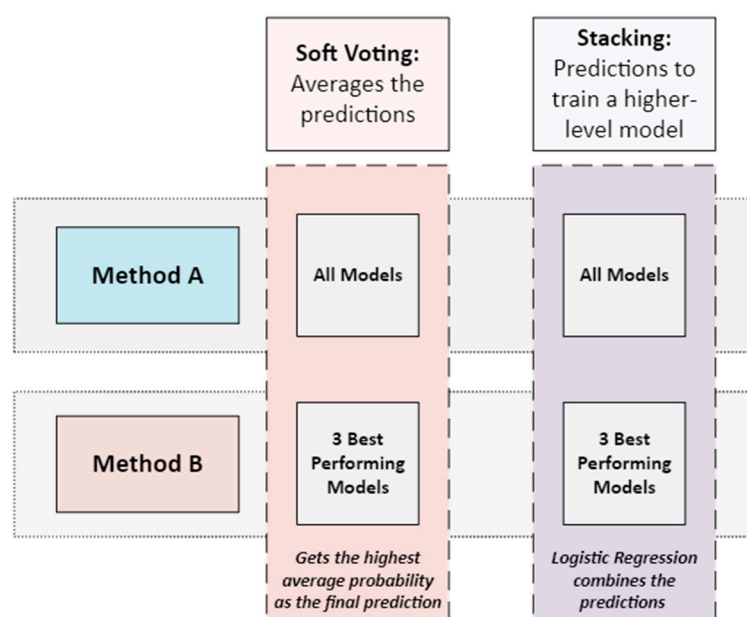 Soft Voting:
Averages the
predictions
Stacking:
Predictions to
train a higher-
level model
Method A
All Models
All Models
Method B
3 Best
Performing
Models
3 Best
Performing
Models
Gets the highest
average probability
as the final prediction
Logistic Regression
combines the
predictions